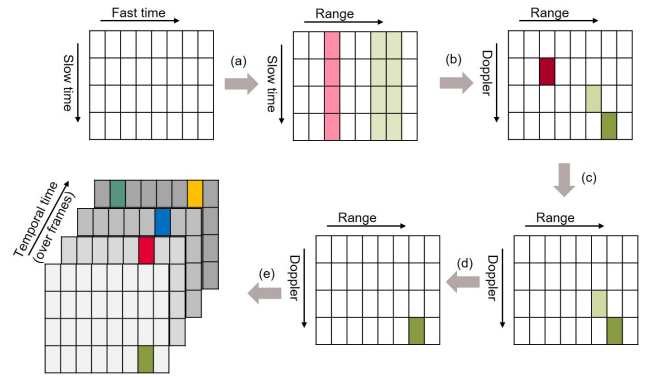 Fast time
Slow time
(a)
Range
Slow time
(b)
Range
Doppler
(c)
Range
Doppler
(d)
Range
Doppler
(e)
Temporal time
(over frames)